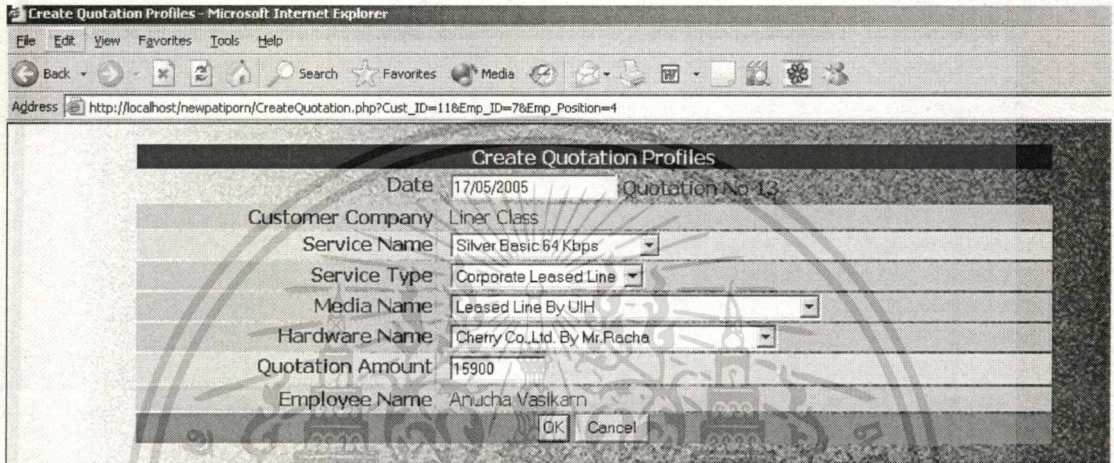 Create Quotation Profiles - Microsoft Internet Explorer
File Edit View Favorites Tools Help
Back Search Favorites Media
Address http://localhost/newpatiporn/CreateQuotation.php?Cust_ID=11&Emp_ID=7&Emp_Position=4
Create Quotation Profiles
Date 17/05/2005 Quotation No 13
Customer Company Liner Class
Service Name Silver Basic 64 Kbps
Service Type Corporate Leased Line
Media Name Leased Line By UIH
Hardware Name Cherry Co.,Ltd. By Mr.Racha
Quotation Amount 15900
Employee Name Anucha Vasikarn
OK Cancel